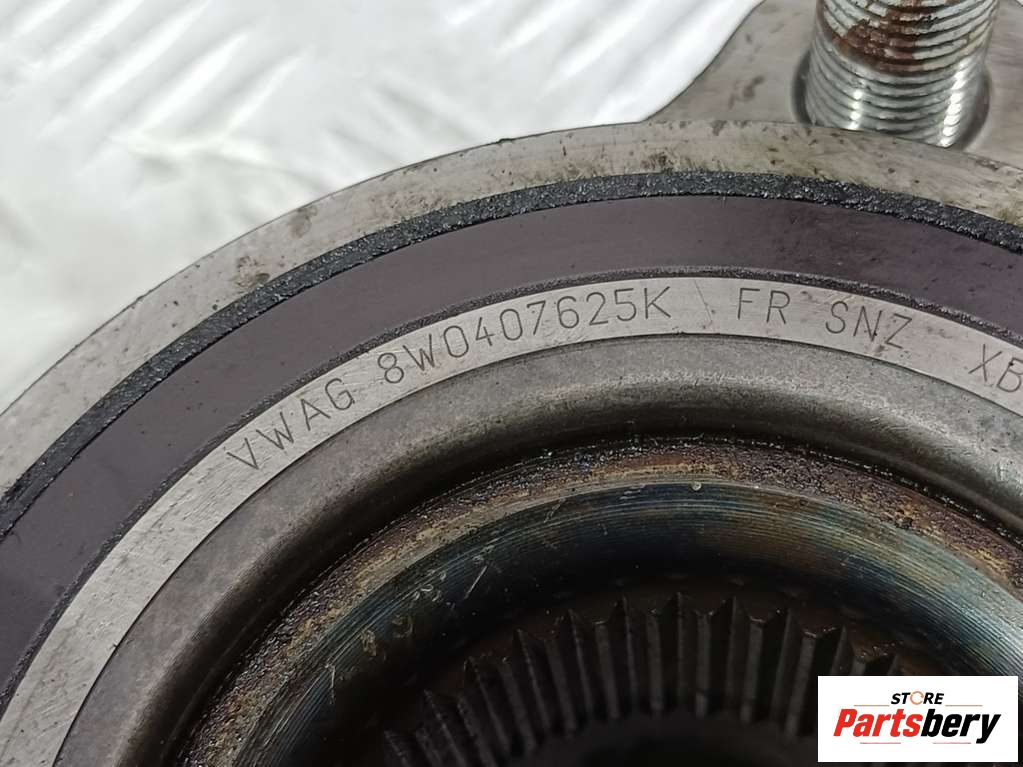 VWAG 8W0407625K FR SNZ XB
STORE
Partsbery